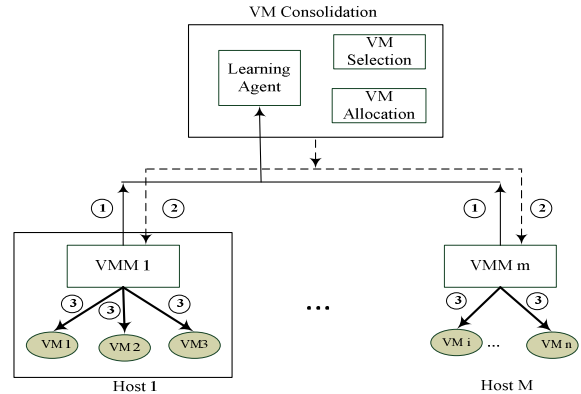 VM Consolidation
Learning
Agent
VM
Selection
VM
Allocation
1
2
1
2
VMM 1
VMM m
3
3
3
3
3
...
VM 1
VM 2
VM3
VM i
...
VM n
Host 1
Host M